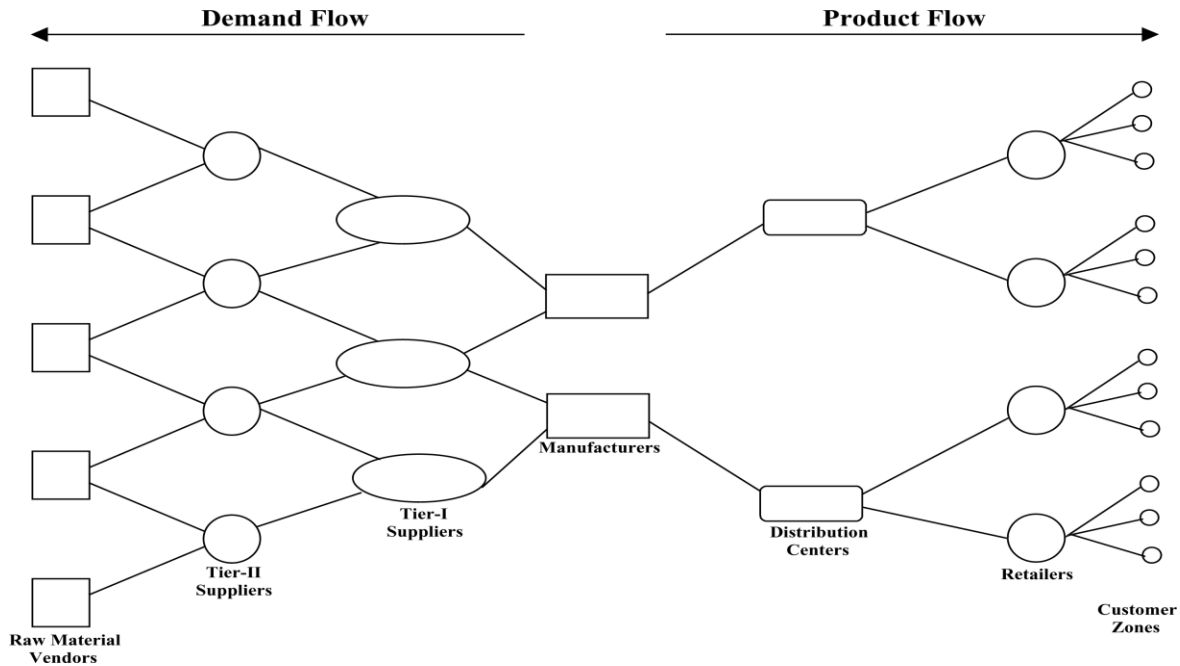 Demand Flow
Product Flow
Manufacturers
Tier-I
Suppliers
Distribution
Centers
Tier-II
Suppliers
Retailers
Customer
Zones
Raw Material
Vendors